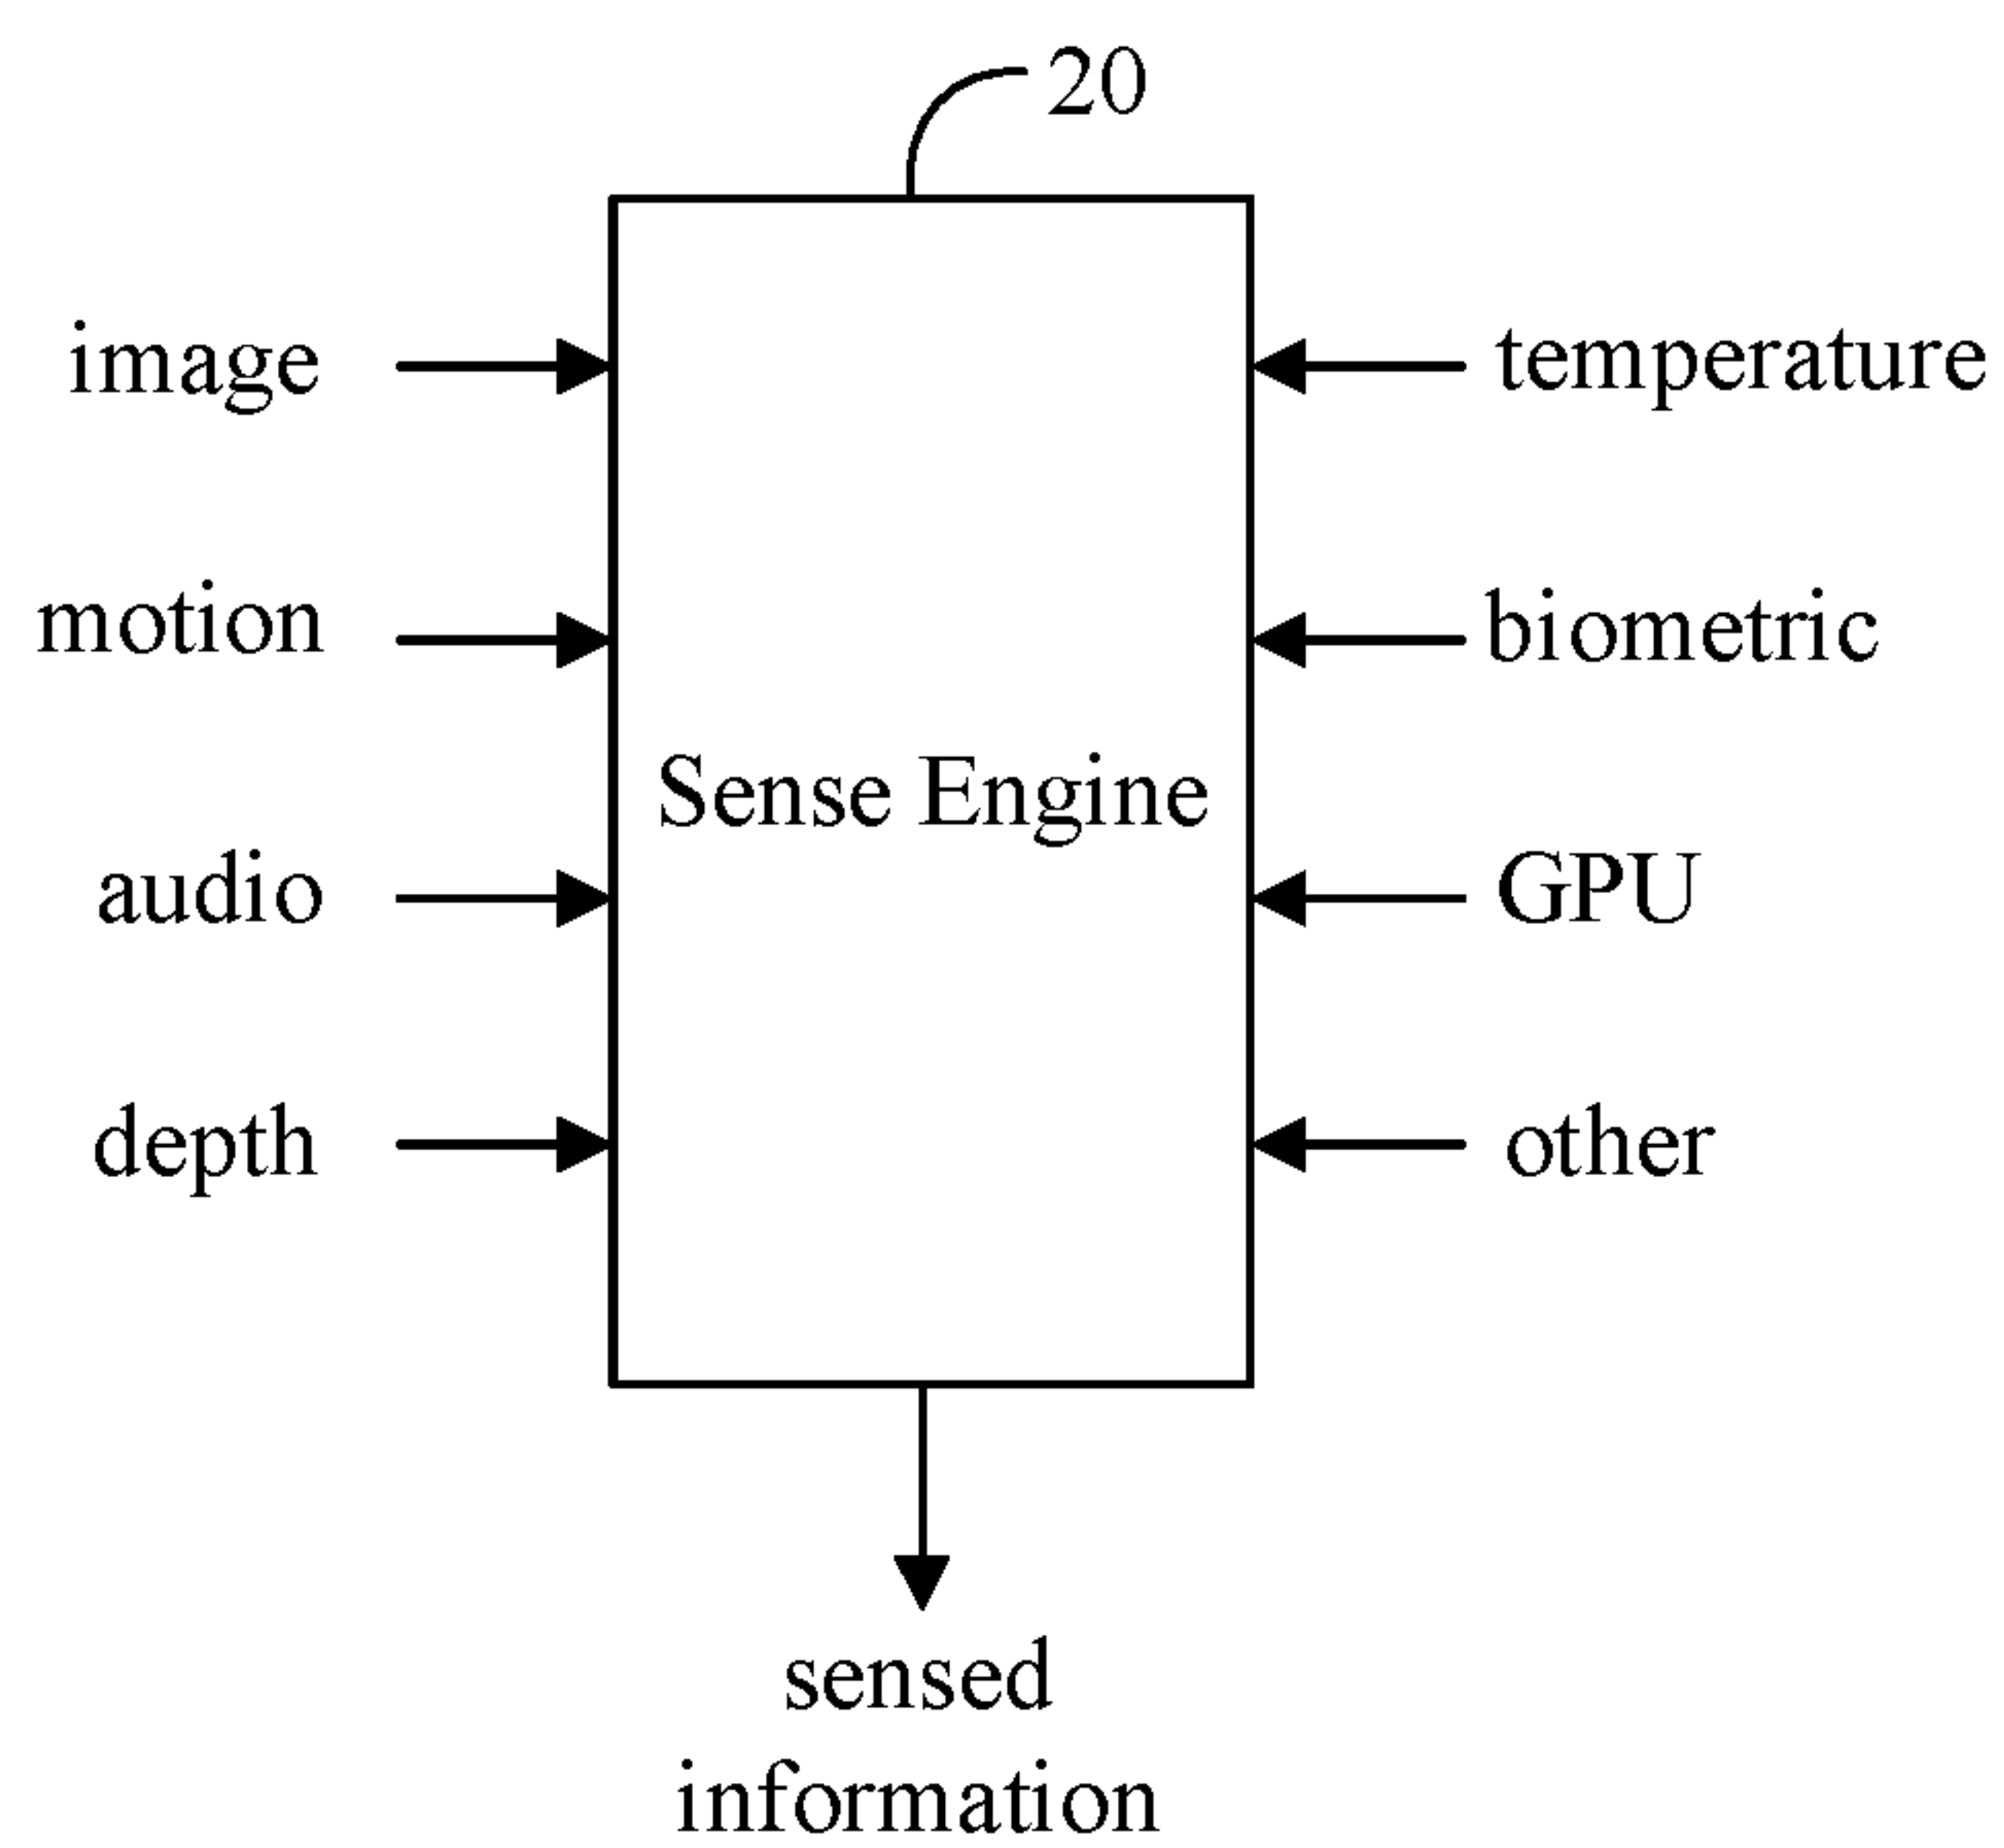 20
image
temperature
motion
biometric
Sense Engine
audio
GPU
depth
other
sensed
information